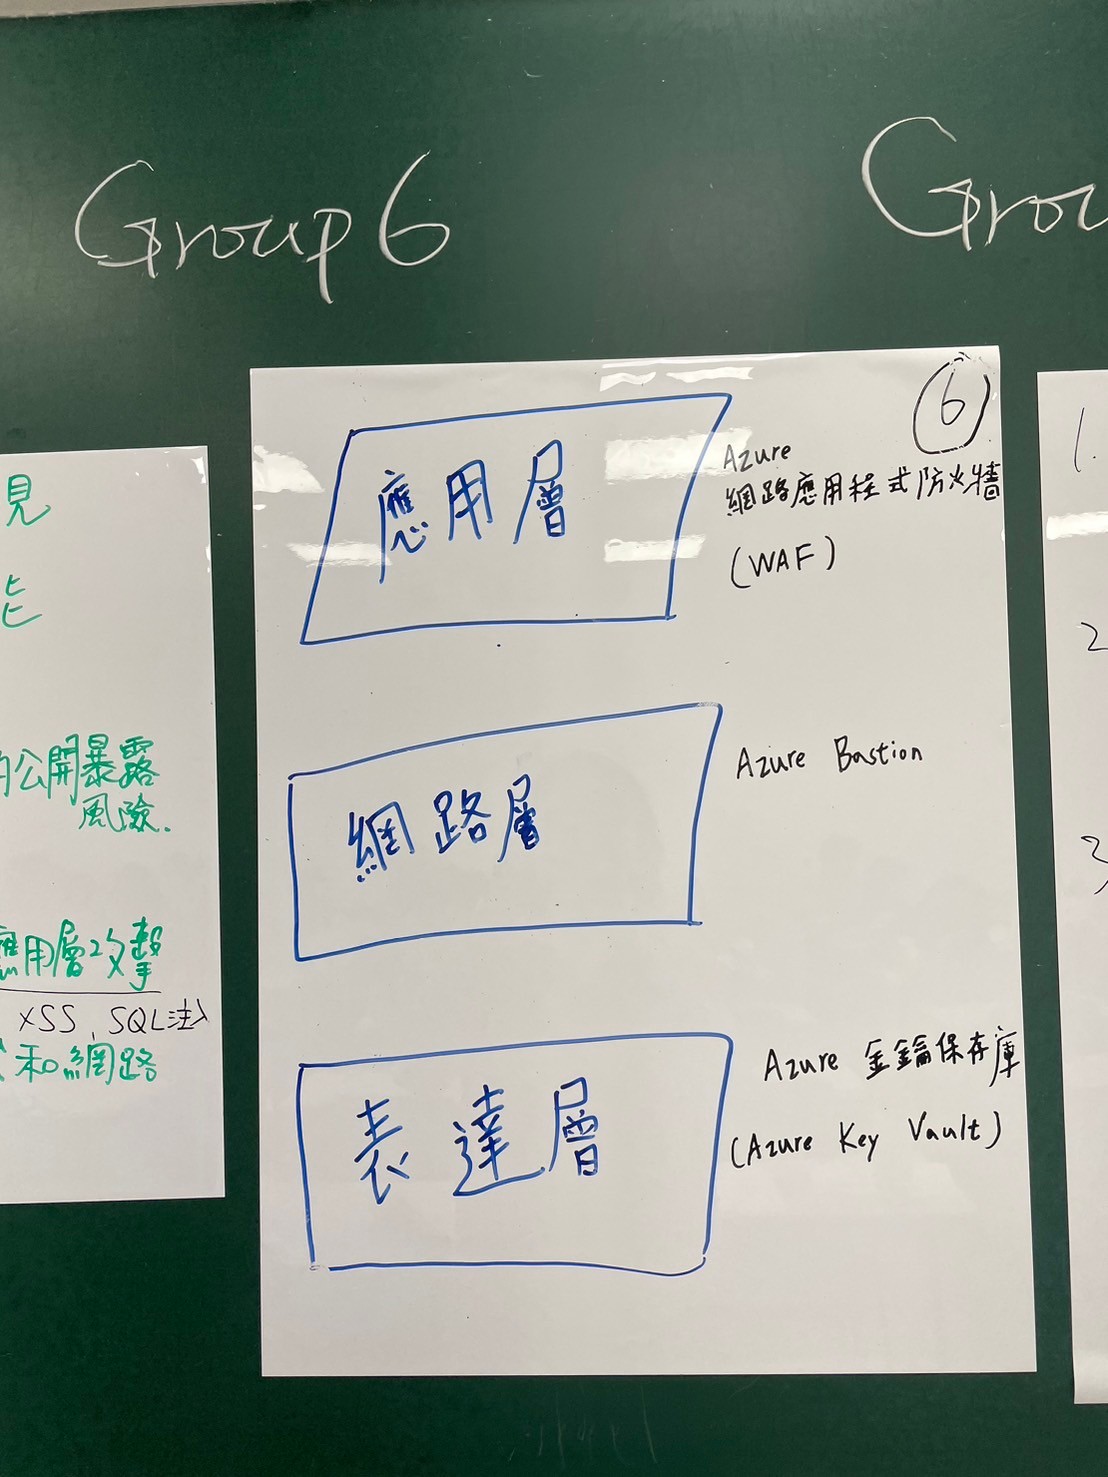 Group 6
Grou
6
應用層
Azure
網路應用程式防火牆
(WAF)
網路層
Azure Bastion
表達層
Azure 金鑰保存庫
(Azure Key Vault)
見
能
的公開暴露
風險.
應用層攻擊
XSS, SQL注入
和網路
1.
2
3